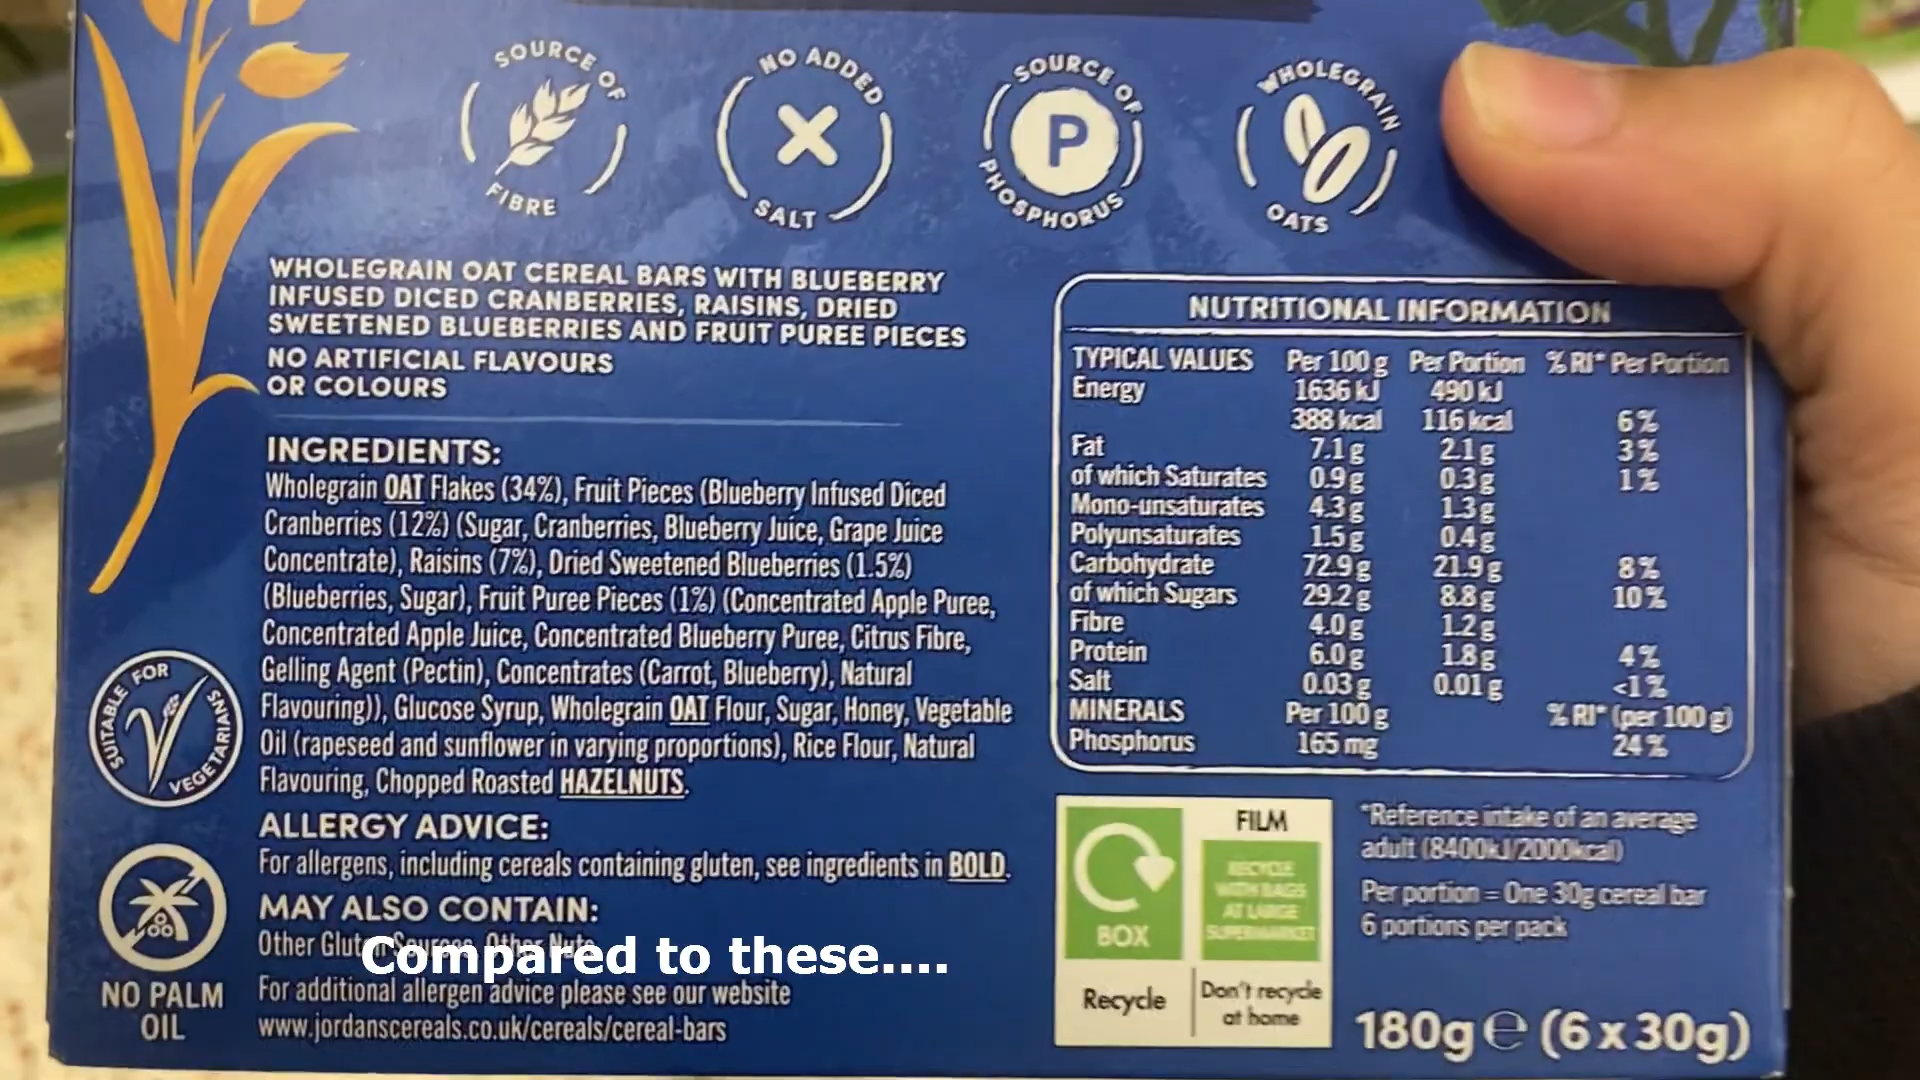 SOURCE OF FIBRE
NO ADDED SALT
SOURCE OF PHOSPHORUS
P
WHOLEGRAIN OATS
WHOLEGRAIN OAT CEREAL BARS WITH BLUEBERRY
INFUSED DICED CRANBERRIES, RAISINS, DRIED
SWEETENED BLUEBERRIES AND FRUIT PUREE PIECES
NO ARTIFICIAL FLAVOURS
OR COLOURS
INGREDIENTS:
Wholegrain OAT Flakes (34%), Fruit Pieces (Blueberry Infused Diced
Cranberries (12%) (Sugar, Cranberries, Blueberry Juice, Grape Juice
Concentrate), Raisins (7%), Dried Sweetened Blueberries (1.5%)
(Blueberries, Sugar), Fruit Puree Pieces (1%) (Concentrated Apple Puree,
Concentrated Apple Juice, Concentrated Blueberry Puree, Citrus Fibre,
Gelling Agent (Pectin), Concentrates (Carrot, Blueberry), Natural
Flavouring)), Glucose Syrup, Wholegrain OAT Flour, Sugar, Honey, Vegetable
Oil (rapeseed and sunflower in varying proportions), Rice Flour, Natural
Flavouring, Chopped Roasted HAZELNUTS.
SUITABLE FOR VEGETARIANS
ALLERGY ADVICE:
For allergens, including cereals containing gluten, see ingredients in BOLD.
MAY ALSO CONTAIN:
Other Gluten Sources, Other Nuts
Compared to these....
For additional allergen advice please see our website
www.jordanscereals.co.uk/cereals/cereal-bars
NO PALM
OIL
NUTRITIONAL INFORMATION
TYPICAL VALUES Per 100 g Per Portion % RI* Per Portion
Energy 1636 kJ 490 kJ
388 kcal 116 kcal 6%
Fat 7.1 g 2.1 g 3%
of which Saturates 0.9 g 0.3 g 1%
Mono-unsaturates 4.3 g 1.3 g
Polyunsaturates 1.5 g 0.4 g
Carbohydrate 72.9 g 21.9 g 8%
of which Sugars 29.2 g 8.8 g 10%
Fibre 4.0 g 1.2 g
Protein 6.0 g 1.8 g 4%
Salt 0.03 g 0.01 g <1%
MINERALS Per 100 g % RI* (per 100 g)
Phosphorus 165 mg 24%
BOX
Recycle
FILM
RECYCLE
WITH BAGS
AT LARGE
SUPERMARKET
Don't recycle
at home
*Reference intake of an average
adult (8400kJ/2000kcal)
Per portion = One 30g cereal bar
6 portions per pack
180g ℮ (6 x 30g)